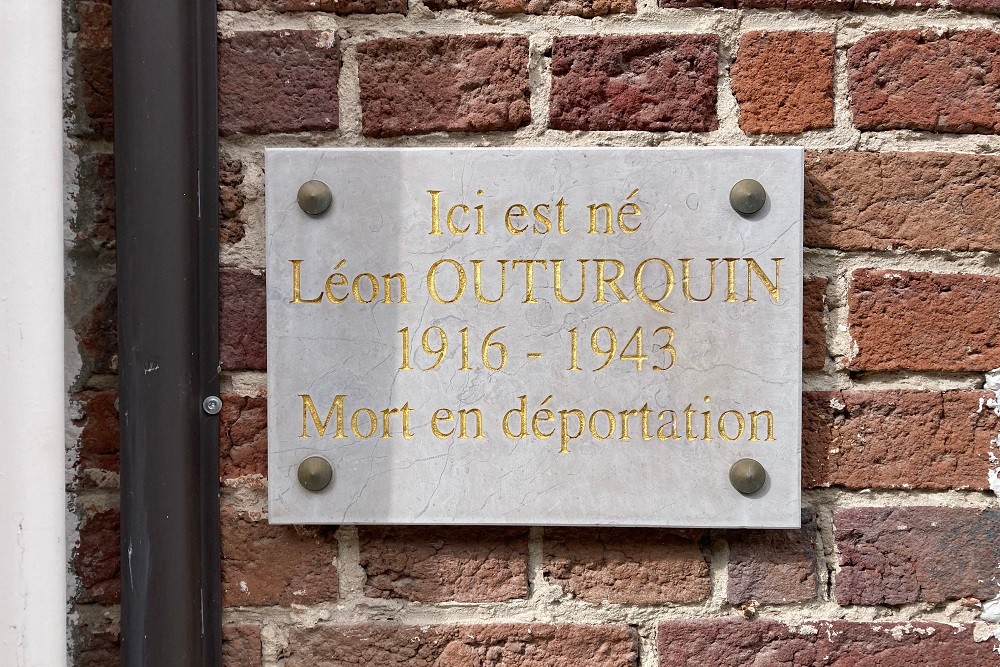 Ici est né
Léon OUTURQUIN
1916 - 1943
Mort en déportation